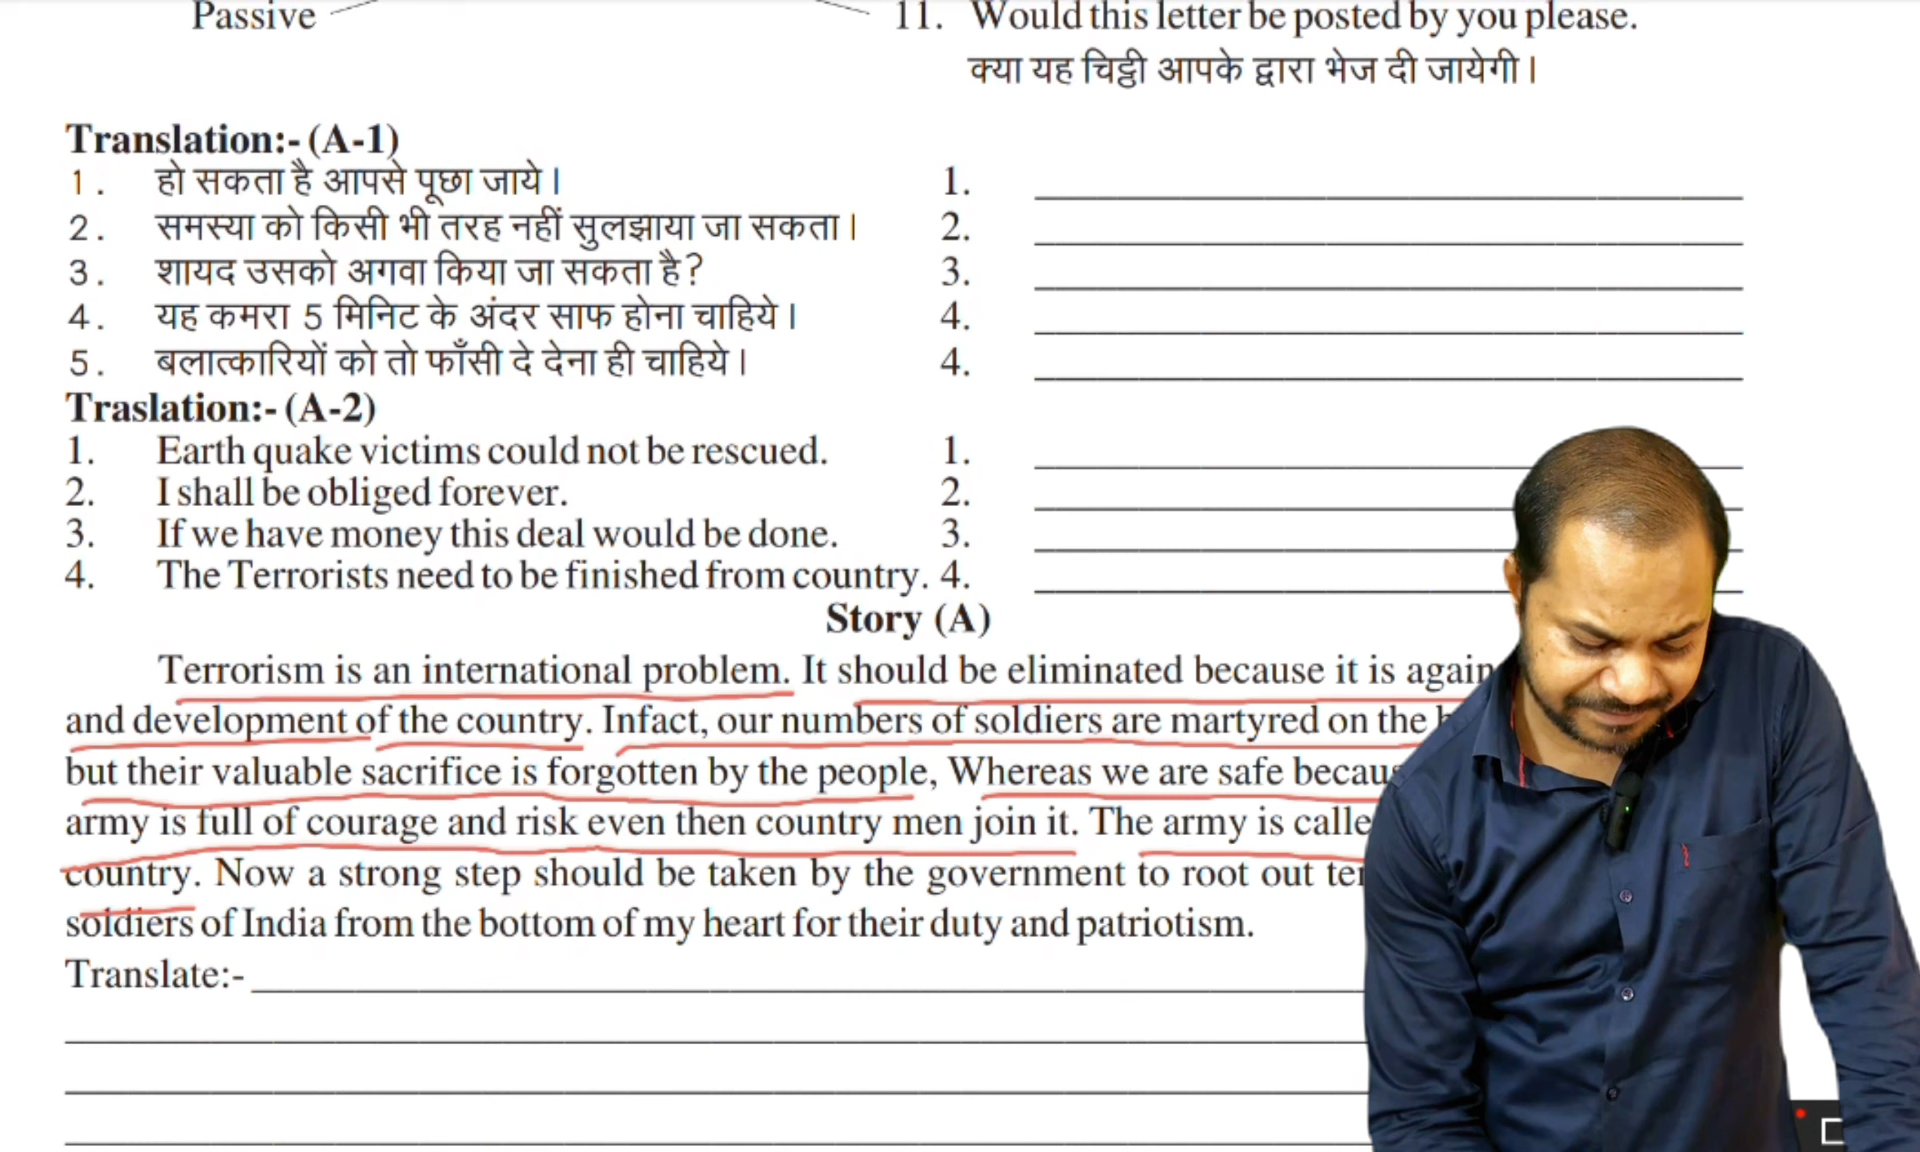 Passive
11. Would this letter be posted by you please.
क्या यह चिट्ठी आपके द्वारा भेज दी जायेगी।
Translation:- (A-1)
1. हो सकता है आपसे पूछा जाये। 1.
2. समस्या को किसी भी तरह नहीं सुलझाया जा सकता। 2.
3. शायद उसको अगवा किया जा सकता है? 3.
4. यह कमरा 5 मिनिट के अंदर साफ होना चाहिये। 4.
5. बलात्कारियों को तो फाँसी दे देना ही चाहिये। 4.
Traslation:- (A-2)
1. Earth quake victims could not be rescued. 1.
2. I shall be obliged forever. 2.
3. If we have money this deal would be done. 3.
4. The Terrorists need to be finished from country. 4.
Story (A)
Terrorism is an international problem. It should be eliminated because it is
and development of the country. Infact, our numbers of soldiers are martyred on the
but their valuable sacrifice is forgotten by the people, Whereas we are safe
army is full of courage and risk even then country men join it. The army is
country. Now a strong step should be taken by the government to root out
soldiers of India from the bottom of my heart for their duty and patriotism.
Translate:-